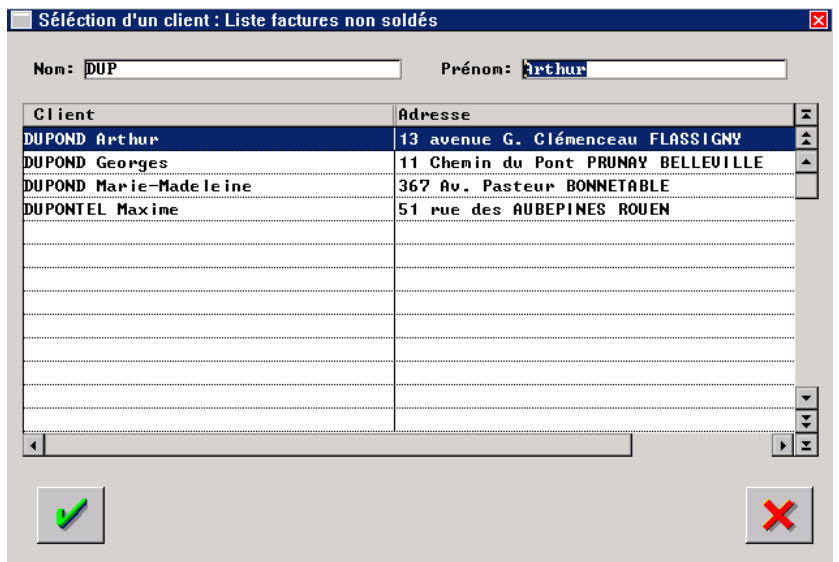 Séléction d'un client : Liste factures non soldés
Nom: DUP Prénom: Arthur
Client Adresse
DUPOND Arthur 13 avenue G. Clémenceau FLASSIGNY
DUPOND Georges 11 Chemin du Pont PRUNAY BELLEVILLE
DUPOND Marie-Madeleine 367 Av. Pasteur BONNETABLE
DUPONTEL Maxime 51 rue des AUBEPINES ROUEN